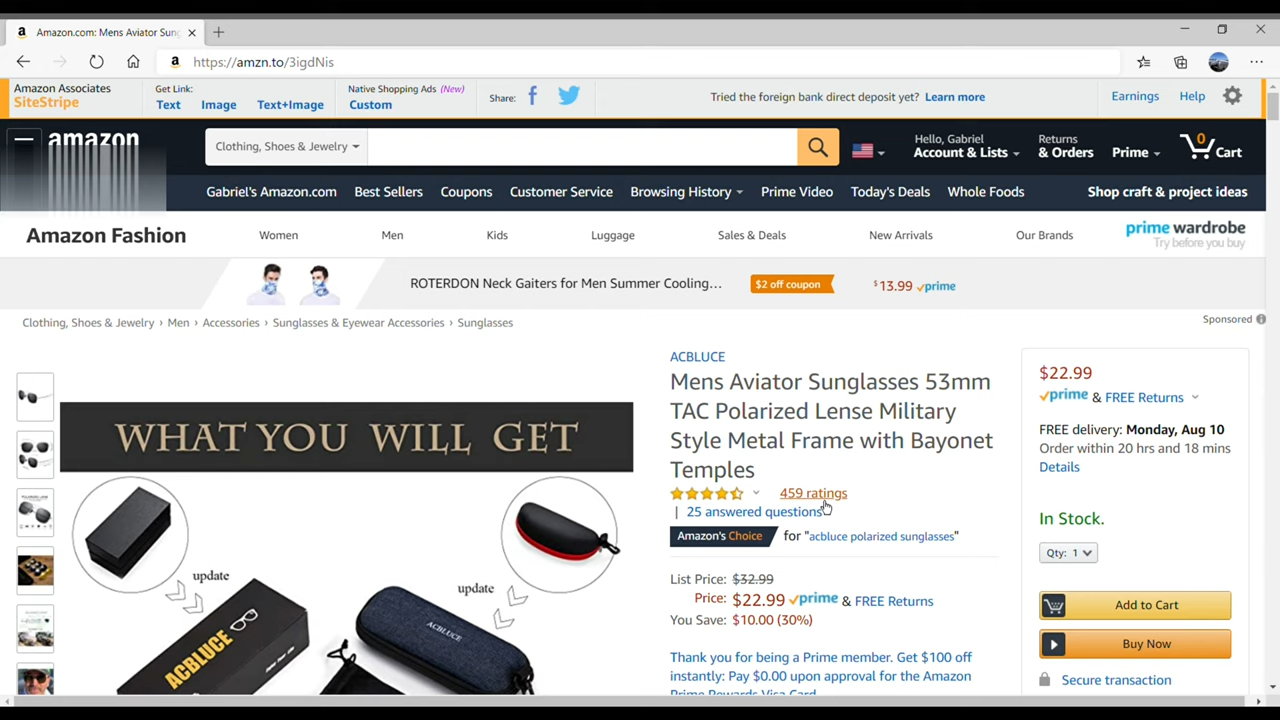 Amazon.com: Mens Aviator Sung
https://amzn.to/3igdNis
Amazon Associates
SiteStripe
Get Link:
Text Image Text+Image
Native Shopping Ads (New)
Custom
Share:
Tried the foreign bank direct deposit yet? Learn more
Earnings Help
amazon
Clothing, Shoes & Jewelry
Hello, Gabriel
Account & Lists
Returns
& Orders
Prime
0
Cart
Gabriel's Amazon.com Best Sellers Coupons Customer Service Browsing History Prime Video Today's Deals Whole Foods
Shop craft & project ideas
Amazon Fashion
Women Men Kids Luggage Sales & Deals New Arrivals Our Brands
prime wardrobe
Try before you buy
ROTERDON Neck Gaiters for Men Summer Cooling...
$2 off coupon
$13.99 prime
Clothing, Shoes & Jewelry › Men › Accessories › Sunglasses & Eyewear Accessories › Sunglasses
Sponsored
WHAT YOU WILL GET
update
update
ACBLUCE
ACBLUCE
ACBLUCE
Mens Aviator Sunglasses 53mm
TAC Polarized Lense Military
Style Metal Frame with Bayonet
Temples
459 ratings
| 25 answered questions
Amazon's Choice for "acbluce polarized sunglasses"
List Price: $32.99
Price: $22.99 prime & FREE Returns
You Save: $10.00 (30%)
Thank you for being a Prime member. Get $100 off
instantly: Pay $0.00 upon approval for the Amazon
Prime Rewards Visa Card
$22.99
prime & FREE Returns
FREE delivery: Monday, Aug 10
Order within 20 hrs and 18 mins
Details
In Stock.
Qty: 1
Add to Cart
Buy Now
Secure transaction